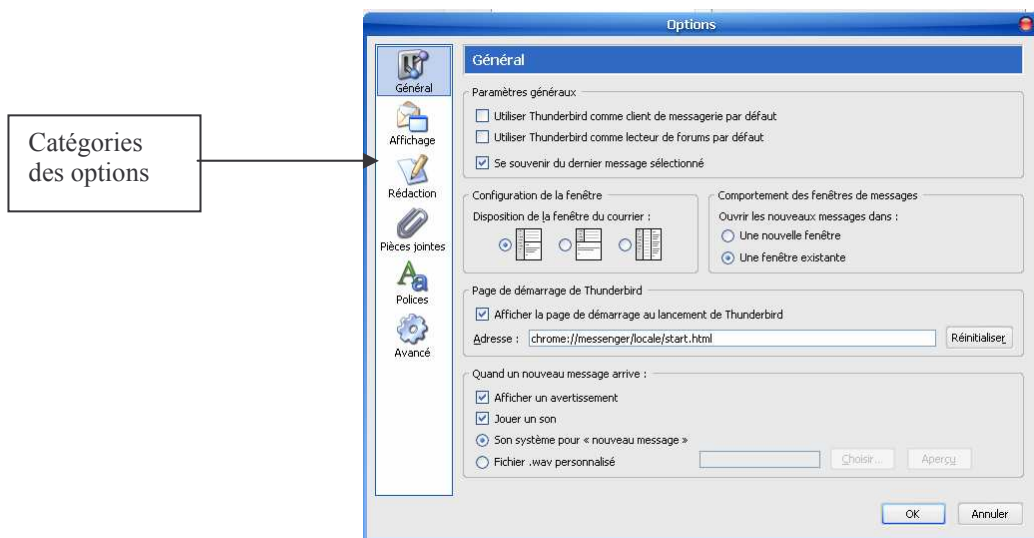 Options
Catégories
des options
Général
Affichage
Rédaction
Pièces jointes
Polices
Avancé
Général
Paramètres généraux
Utiliser Thunderbird comme client de messagerie par défaut
Utiliser Thunderbird comme lecteur de forums par défaut
Se souvenir du dernier message sélectionné
Configuration de la fenêtre
Disposition de la fenêtre du courrier :
Comportement des fenêtres de messages
Ouvrir les nouveaux messages dans :
Une nouvelle fenêtre
Une fenêtre existante
Page de démarrage de Thunderbird
Afficher la page de démarrage au lancement de Thunderbird
Adresse : chrome://messenger/locale/start.html Réinitialiser
Quand un nouveau message arrive :
Afficher un avertissement
Jouer un son
Son système pour « nouveau message »
Fichier .wav personnalisé Choisir... Aperçu
OK Annuler